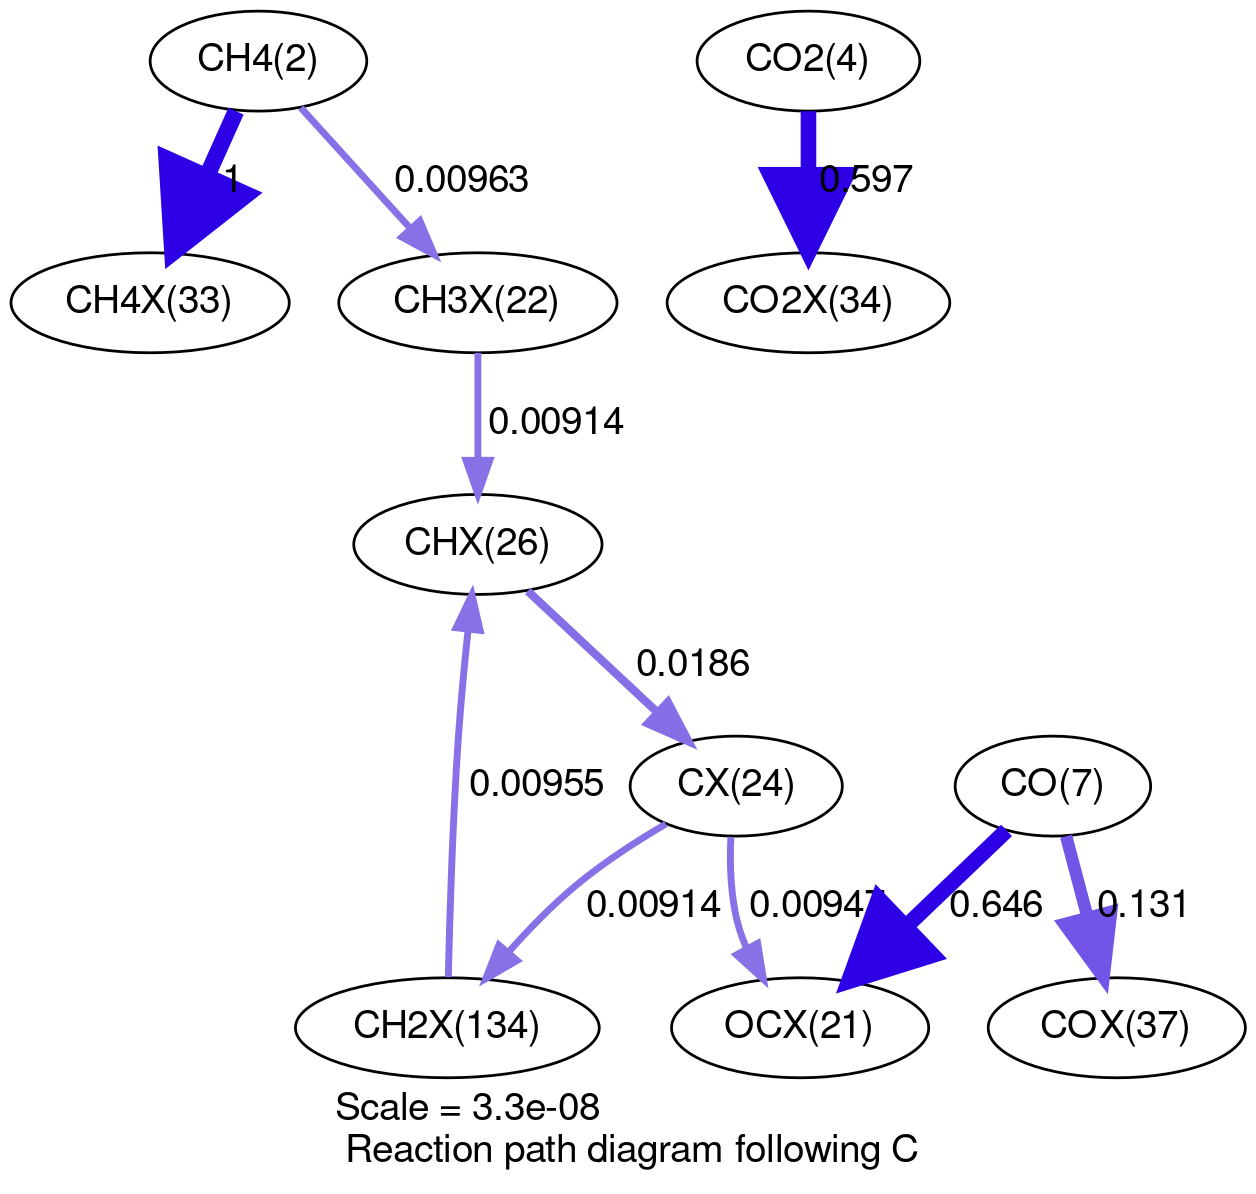 CH4(2)
CO2(4)
1
0.00963
0.597
CH4X(33)
CH3X(22)
CO2X(34)
0.00914
CHX(26)
0.0186
0.00955
CX(24)
CO(7)
0.00914
0.00947
0.646
0.131
CH2X(134)
OCX(21)
COX(37)
Scale = 3.3e-08
Reaction path diagram following C